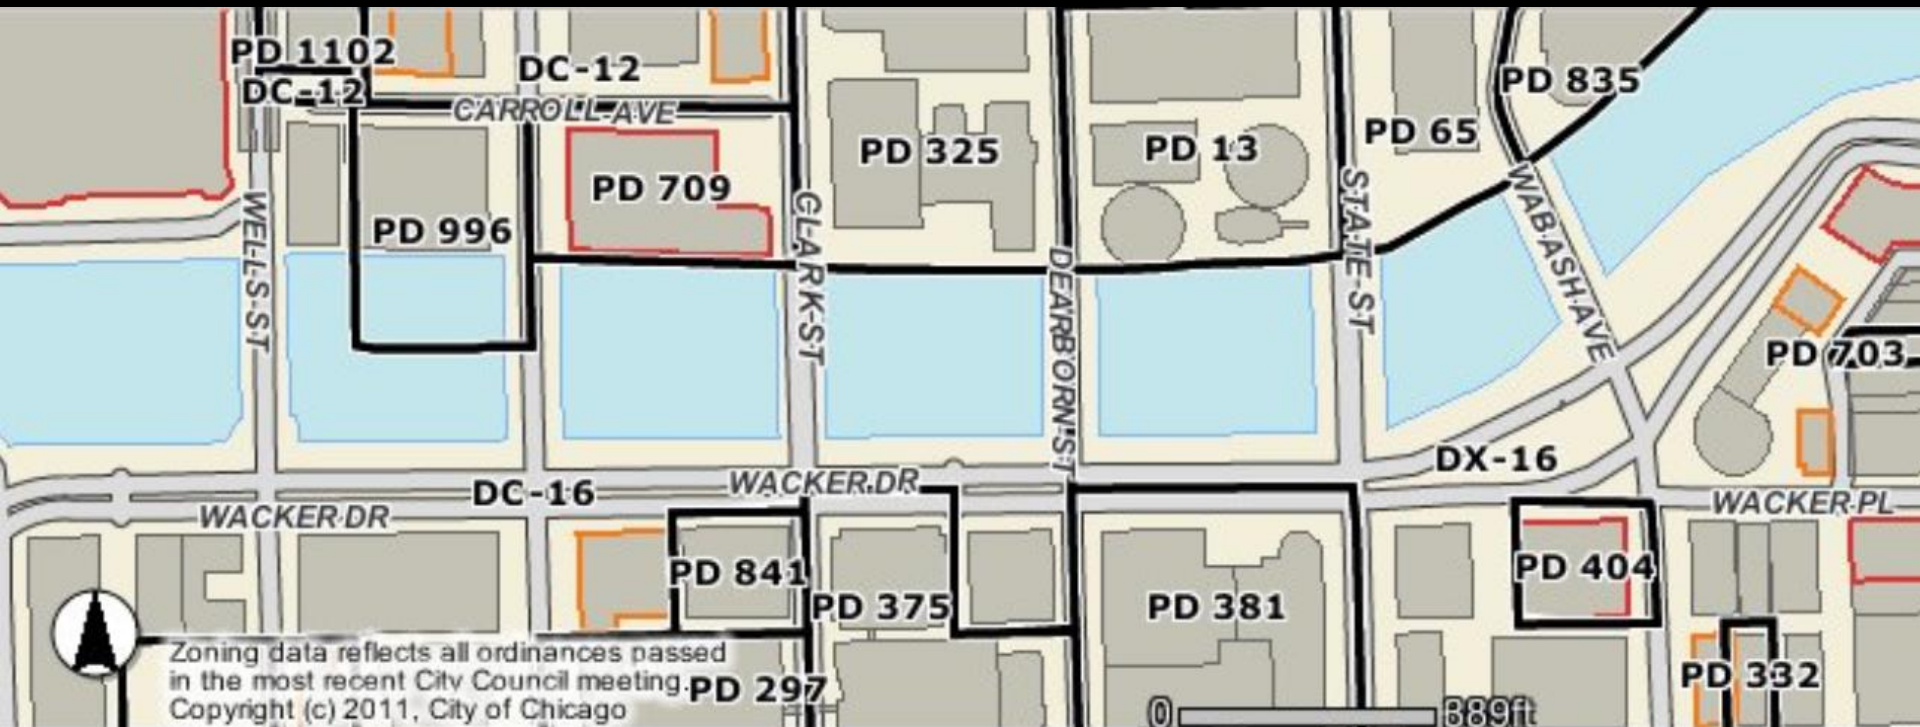 PD 1102
DC-12
DC-12
CARROLL AVE
PD 835
PD 65
PD 325
PD 13
PD 709
PD 996
WELLS ST
CLARK ST
DEARBORN ST
STATE ST
WABASH AVE
PD 703
DX-16
WACKER DR
DC-16
WACKER DR
WACKER PL
PD 841
PD 375
PD 381
PD 404
Zoning data reflects all ordinances passed
in the most recent City Council meeting.
Copyright (c) 2011, City of Chicago
PD 297
PD 332
0
889ft